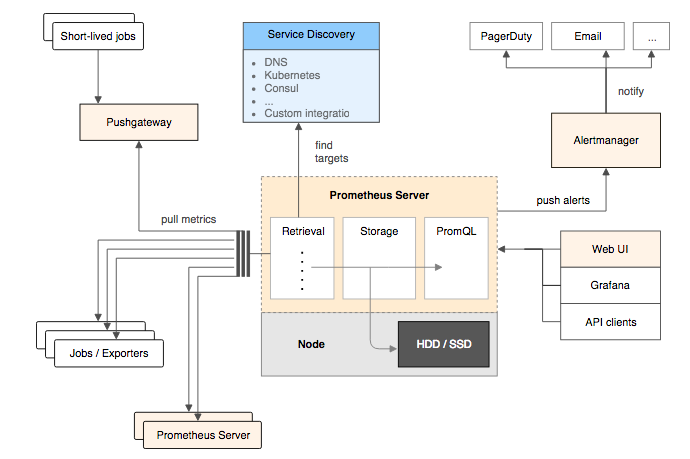 Short-lived jobs
Service Discovery
DNS
Kubernetes
Consul
...
Custom integratio
PagerDuty
Email
...
Pushgateway
find
targets
notify
Alertmanager
pull metrics
Prometheus Server
push alerts
Retrieval
Storage
PromQL
Web UI
Grafana
API clients
Jobs / Exporters
Node
HDD / SSD
Prometheus Server